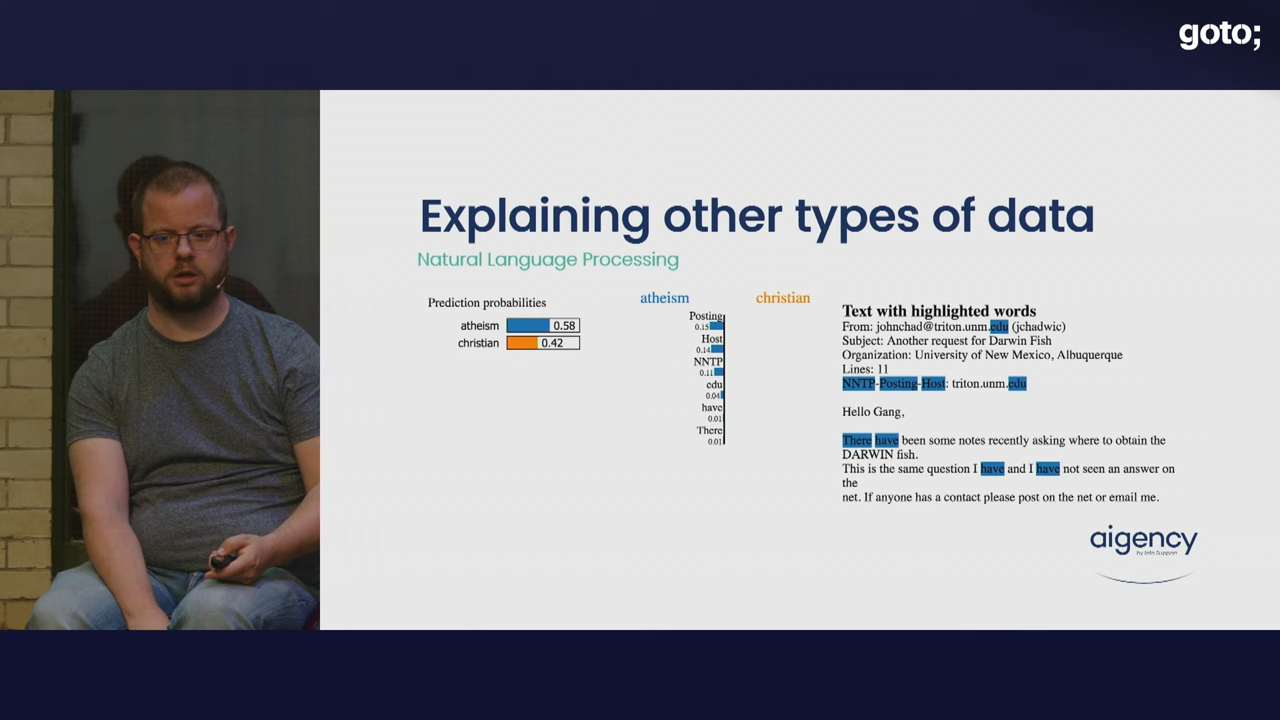 goto;
Explaining other types of data
Natural Language Processing
Prediction probabilities
atheism 0.58
christian 0.42
atheism christian
Posting
0.15
Host
0.14
NNTP
0.11
edu
0.04
have
0.01
There
0.01
Text with highlighted words
From: johnchad@triton.unm.edu (jchadwic)
Subject: Another request for Darwin Fish
Organization: University of New Mexico, Albuquerque
Lines: 11
NNTP-Posting-Host: triton.unm.edu
Hello Gang,
There have been some notes recently asking where to obtain the
DARWIN fish.
This is the same question I have and I have not seen an answer on
the
net. If anyone has a contact please post on the net or email me.
aigency
by Info Support